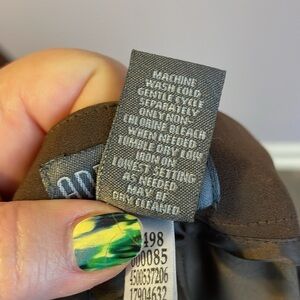 MACHINE
WASH COLD
GENTLE CYCLE
SEPARATELY
ONLY NON-
CHLORINE BLEACH
WHEN NEEDED
TUMBLE DRY LOW
IRON ON
LOWEST SETTING
AS NEEDED
MAY BE
DRY CLEANED
498
000085
4500537206
17904632